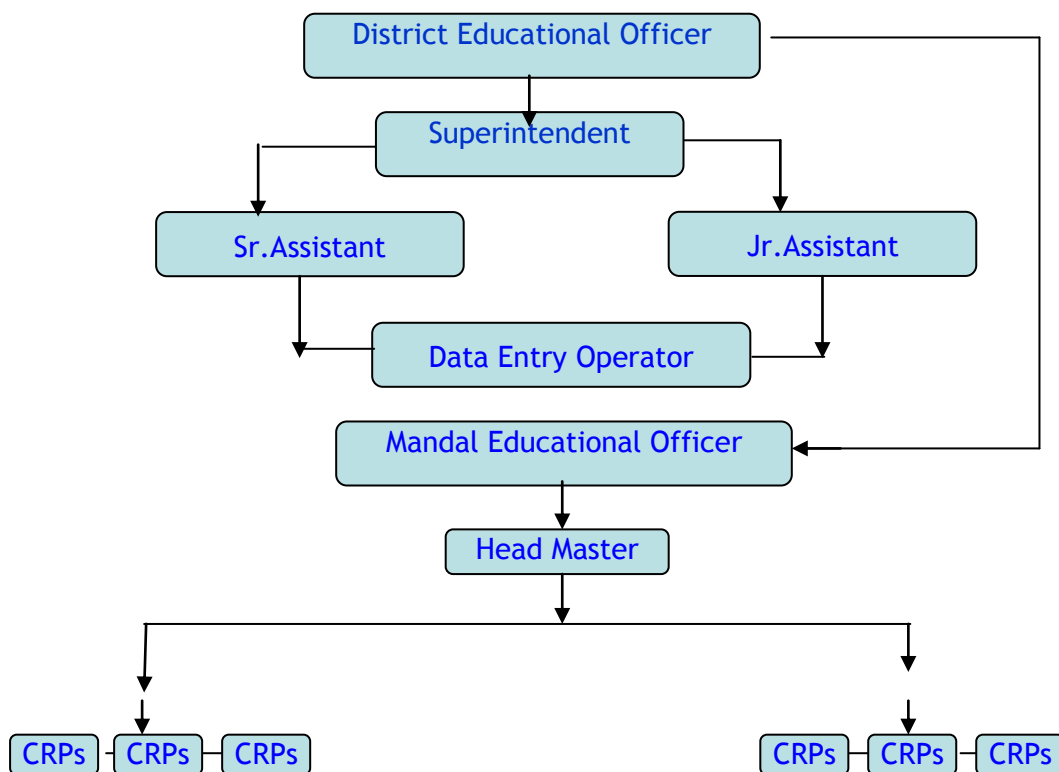 District Educational Officer
Superintendent
Sr.Assistant
Jr.Assistant
Data Entry Operator
Mandal Educational Officer
Head Master
CRPs
CRPs
CRPs
CRPs
CRPs
CRPs